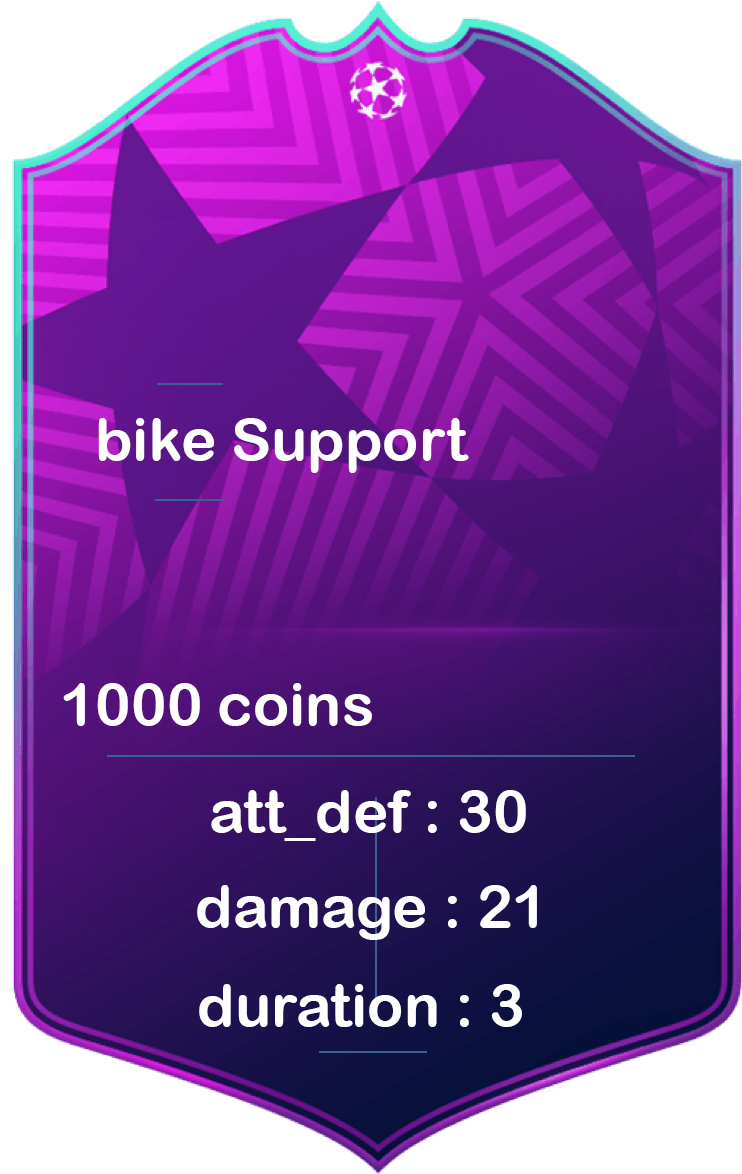 bike Support
1000 coins
att_def : 30
damage : 21
duration : 3